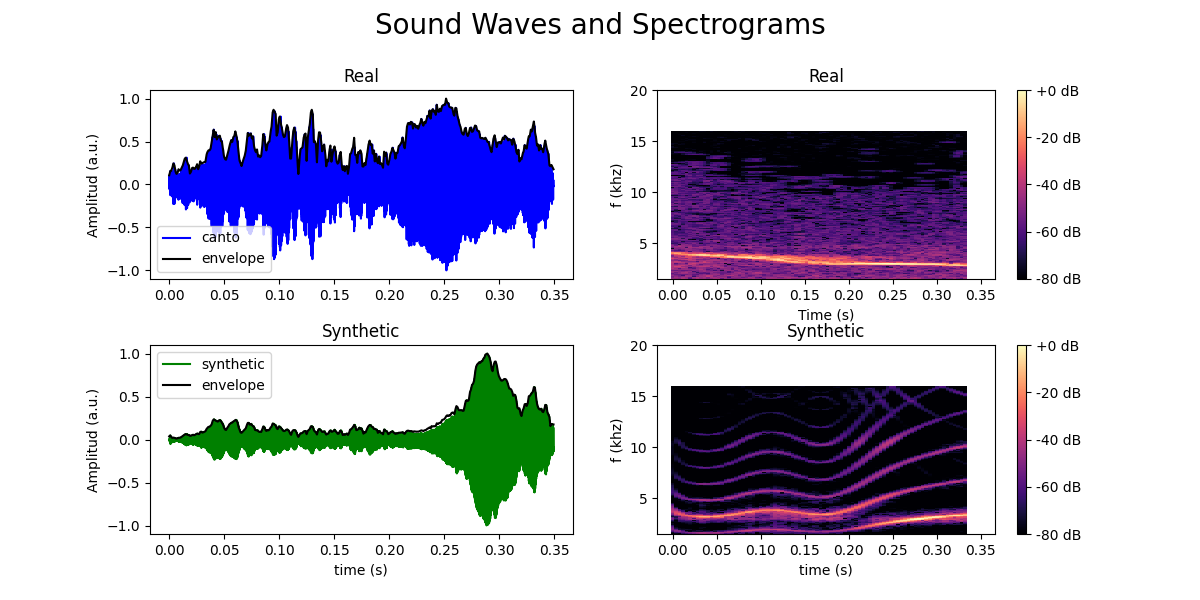 Sound Waves and Spectrograms
Real
1.0
0.5
0.0
−0.5
−1.0
Amplitud (a.u.)
canto
envelope
0.00 0.05 0.10 0.15 0.20 0.25 0.30 0.35
Real
20
15
10
5
f (khz)
0.00 0.05 0.10 0.15 0.20 0.25 0.30 0.35
Time (s)
+0 dB
-20 dB
-40 dB
-60 dB
-80 dB
Synthetic
1.0
0.5
0.0
−0.5
−1.0
Amplitud (a.u.)
synthetic
envelope
0.00 0.05 0.10 0.15 0.20 0.25 0.30 0.35
time (s)
Synthetic
20
15
10
5
f (khz)
0.00 0.05 0.10 0.15 0.20 0.25 0.30 0.35
time (s)
+0 dB
-20 dB
-40 dB
-60 dB
-80 dB